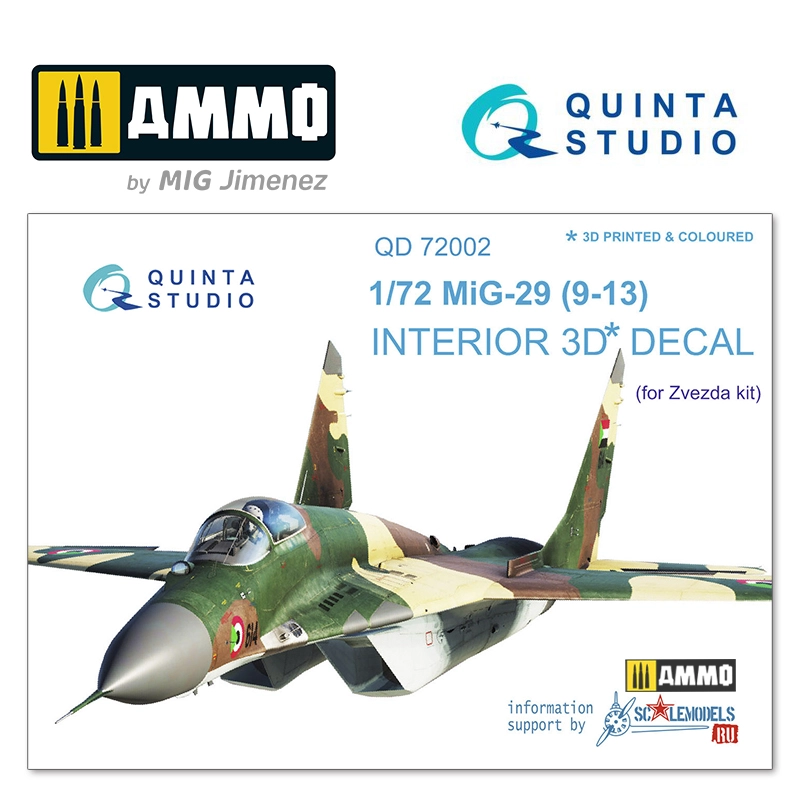 AMMO
by MIG Jimenez
QUINTA
STUDIO
QD 72002
* 3D PRINTED & COLOURED
QUINTA
STUDIO
1/72 MiG-29 (9-13)
INTERIOR 3D* DECAL
(for Zvezda kit)
614
AMMO
information
support by
SCALEMODELS
RU